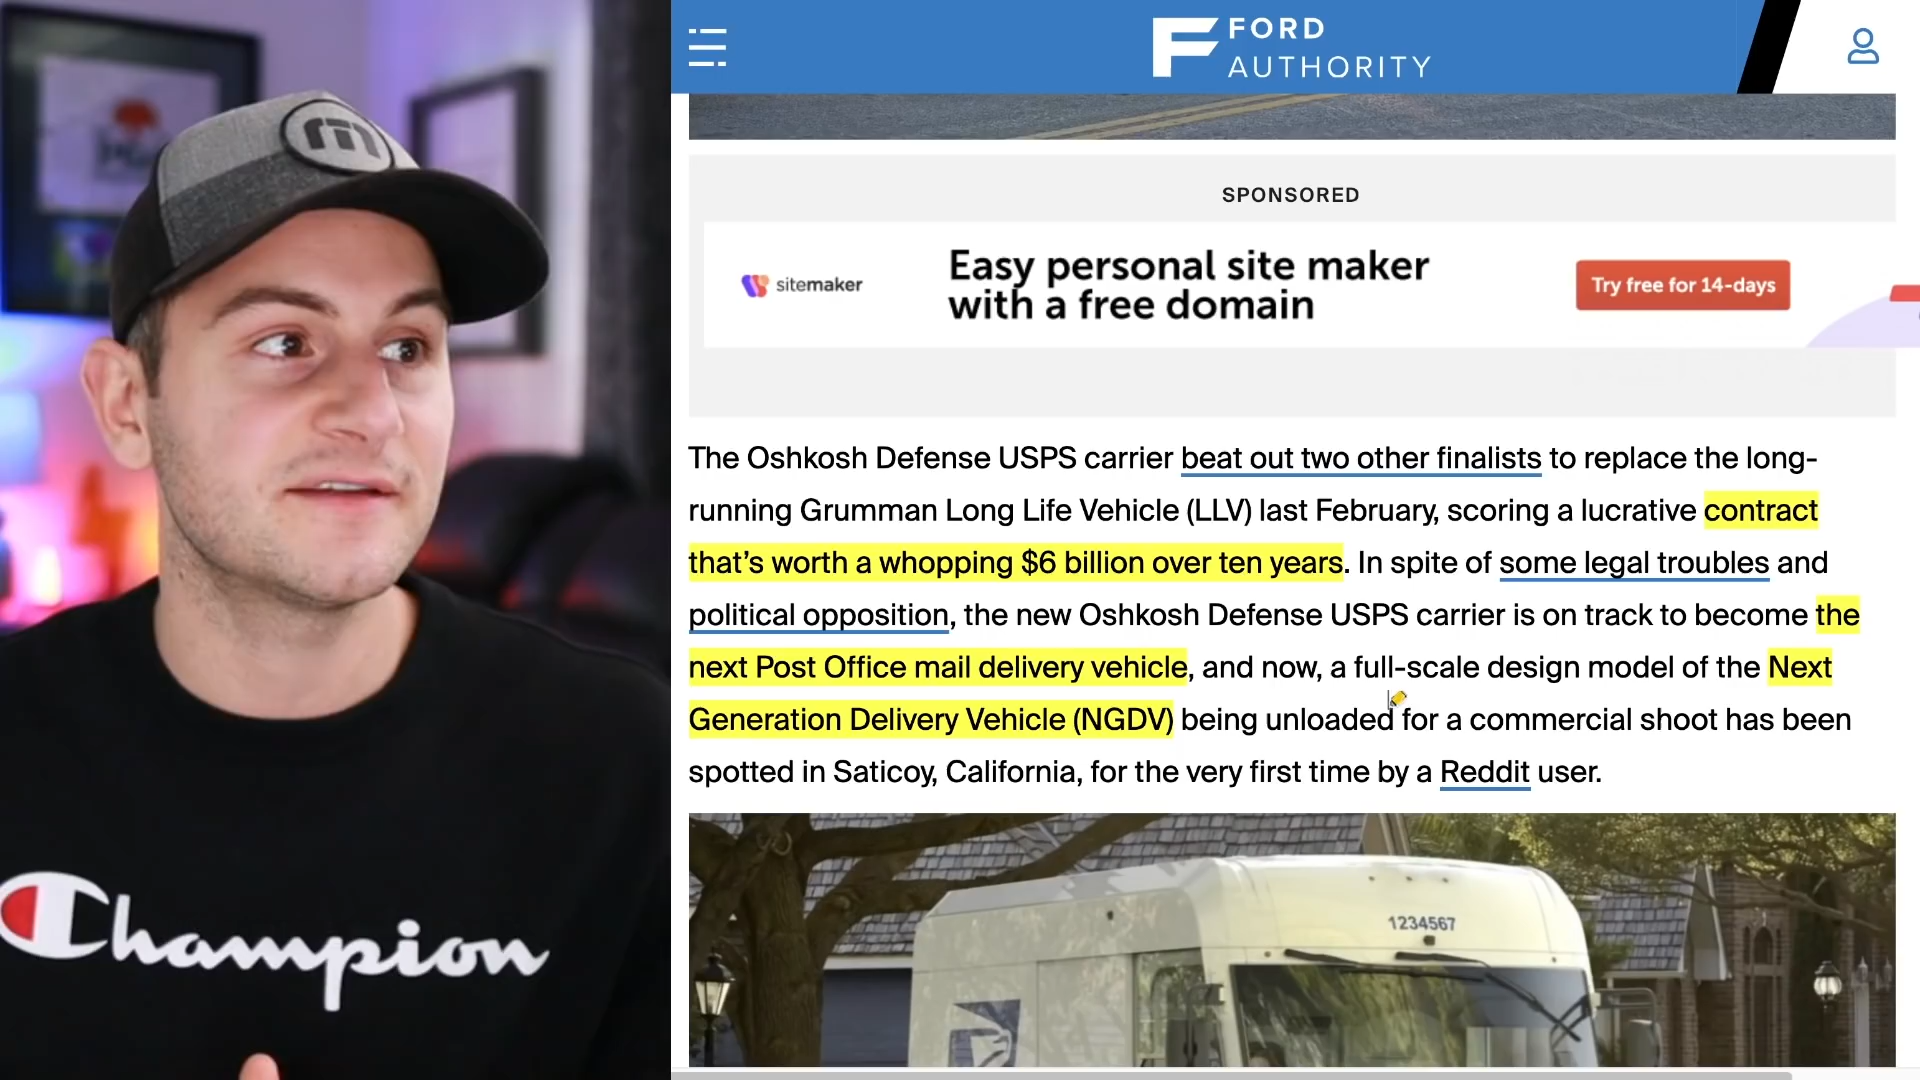 FORD
AUTHORITY
SPONSORED
sitemaker
Easy personal site maker
with a free domain
Try free for 14-days
The Oshkosh Defense USPS carrier beat out two other finalists to replace the long-
running Grumman Long Life Vehicle (LLV) last February, scoring a lucrative contract
that’s worth a whopping $6 billion over ten years. In spite of some legal troubles and
political opposition, the new Oshkosh Defense USPS carrier is on track to become the
next Post Office mail delivery vehicle, and now, a full-scale design model of the Next
Generation Delivery Vehicle (NGDV) being unloaded for a commercial shoot has been
spotted in Saticoy, California, for the very first time by a Reddit user.
1234567
Champion